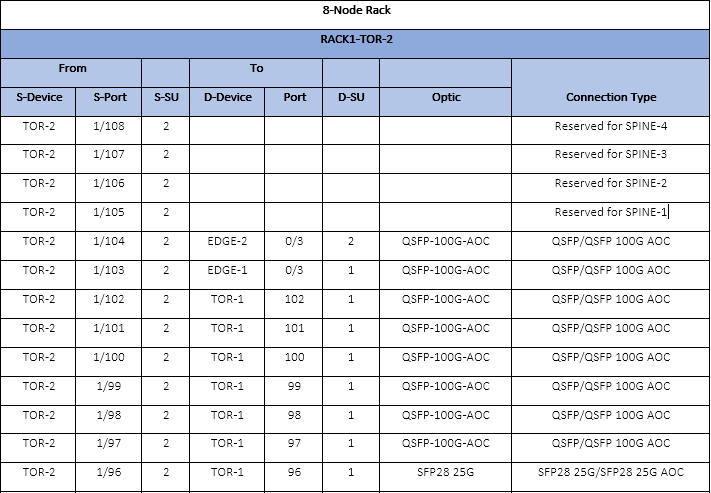 8-Node Rack
RACK1-TOR-2
From To
S-Device S-Port S-SU D-Device Port D-SU Optic Connection Type
TOR-2 1/108 2 Reserved for SPINE-4
TOR-2 1/107 2 Reserved for SPINE-3
TOR-2 1/106 2 Reserved for SPINE-2
TOR-2 1/105 2 Reserved for SPINE-1
TOR-2 1/104 2 EDGE-2 0/3 2 QSFP-100G-AOC QSFP/QSFP 100G AOC
TOR-2 1/103 2 EDGE-1 0/3 1 QSFP-100G-AOC QSFP/QSFP 100G AOC
TOR-2 1/102 2 TOR-1 102 1 QSFP-100G-AOC QSFP/QSFP 100G AOC
TOR-2 1/101 2 TOR-1 101 1 QSFP-100G-AOC QSFP/QSFP 100G AOC
TOR-2 1/100 2 TOR-1 100 1 QSFP-100G-AOC QSFP/QSFP 100G AOC
TOR-2 1/99 2 TOR-1 99 1 QSFP-100G-AOC QSFP/QSFP 100G AOC
TOR-2 1/98 2 TOR-1 98 1 QSFP-100G-AOC QSFP/QSFP 100G AOC
TOR-2 1/97 2 TOR-1 97 1 QSFP-100G-AOC QSFP/QSFP 100G AOC
TOR-2 1/96 2 TOR-1 96 1 SFP28 25G SFP28 25G/SFP28 25G AOC